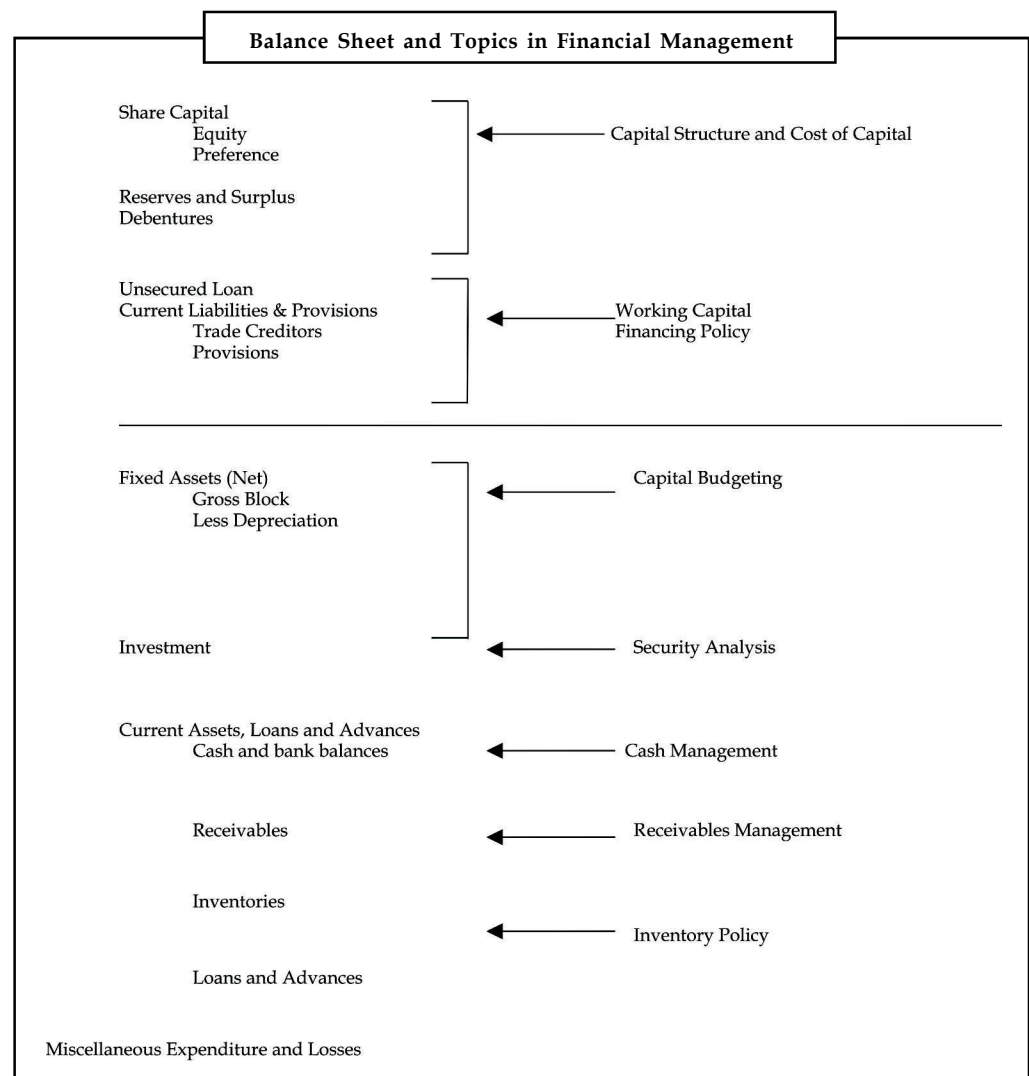 Balance Sheet and Topics in Financial Management
Share Capital
Equity
Preference
Capital Structure and Cost of Capital
Reserves and Surplus
Debentures
Unsecured Loan
Current Liabilities & Provisions
Trade Creditors
Provisions
Working Capital
Financing Policy
Fixed Assets (Net)
Gross Block
Less Depreciation
Capital Budgeting
Investment
Security Analysis
Current Assets, Loans and Advances
Cash and bank balances
Cash Management
Receivables
Receivables Management
Inventories
Inventory Policy
Loans and Advances
Miscellaneous Expenditure and Losses